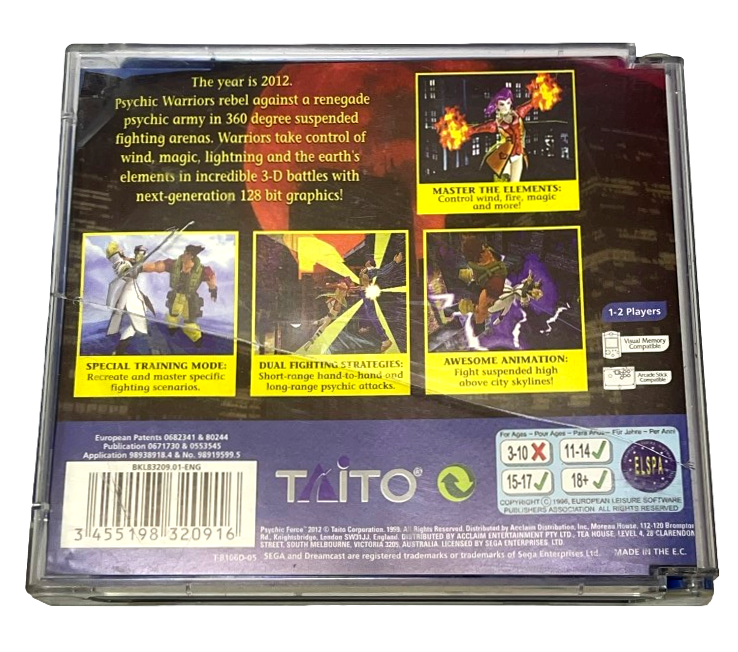 The year is 2012.
Psychic Warriors rebel against a renegade
psychic army in 360 degree suspended
fighting arenas. Warriors take control of
wind, magic, lightning and the earth's
elements in incredible 3-D battles with
next-generation 128 bit graphics!
MASTER THE ELEMENTS:
Control wind, fire, magic
and more!
SPECIAL TRAINING MODE:
Recreate and master specific
fighting scenarios.
DUAL FIGHTING STRATEGIES:
Short-range hand-to-hand and
long-range psychic attacks.
AWESOME ANIMATION:
Fight suspended high
above city skylines!
1-2 Players
Visual Memory
Compatible
Arcade Stick
Compatible
European Patents 0682341 & 80244
Publication 0671730 & 0553545
Application 98938918.4 & No. 98919599.5
BKL83209.01-ENG
3 455198 320916
TAITO®
For Ages - Pour Ages - Para Anos - Für Jahre - Per Anni
3-10
11-14
15-17
18+
ELSPA
COPYRIGHT © 1996, EUROPEAN LEISURE SOFTWARE
PUBLISHERS ASSOCIATION. ALL RIGHTS RESERVED
Psychic Force™ 2012 © Taito Corporation. 1999. All Rights Reserved. Distributed by Acclaim Distribution, Inc. Moreau House, 112-120 Brompton
Rd, Knightsbridge, London SW31JJ. England. DISTRIBUTED BY ACCLAIM ENTERTAINMENT PTY LTD., TEA HOUSE, LEVEL 4, 28 CLARENDON
STREET, SOUTH MELBOURNE, VICTORIA 3205, AUSTRALIA. LICENSED BY SEGA ENTERPRISES, LTD.
T-8106D-05 SEGA and Dreamcast are registered trademarks or trademarks of Sega Enterprises Ltd. MADE IN THE E.C.